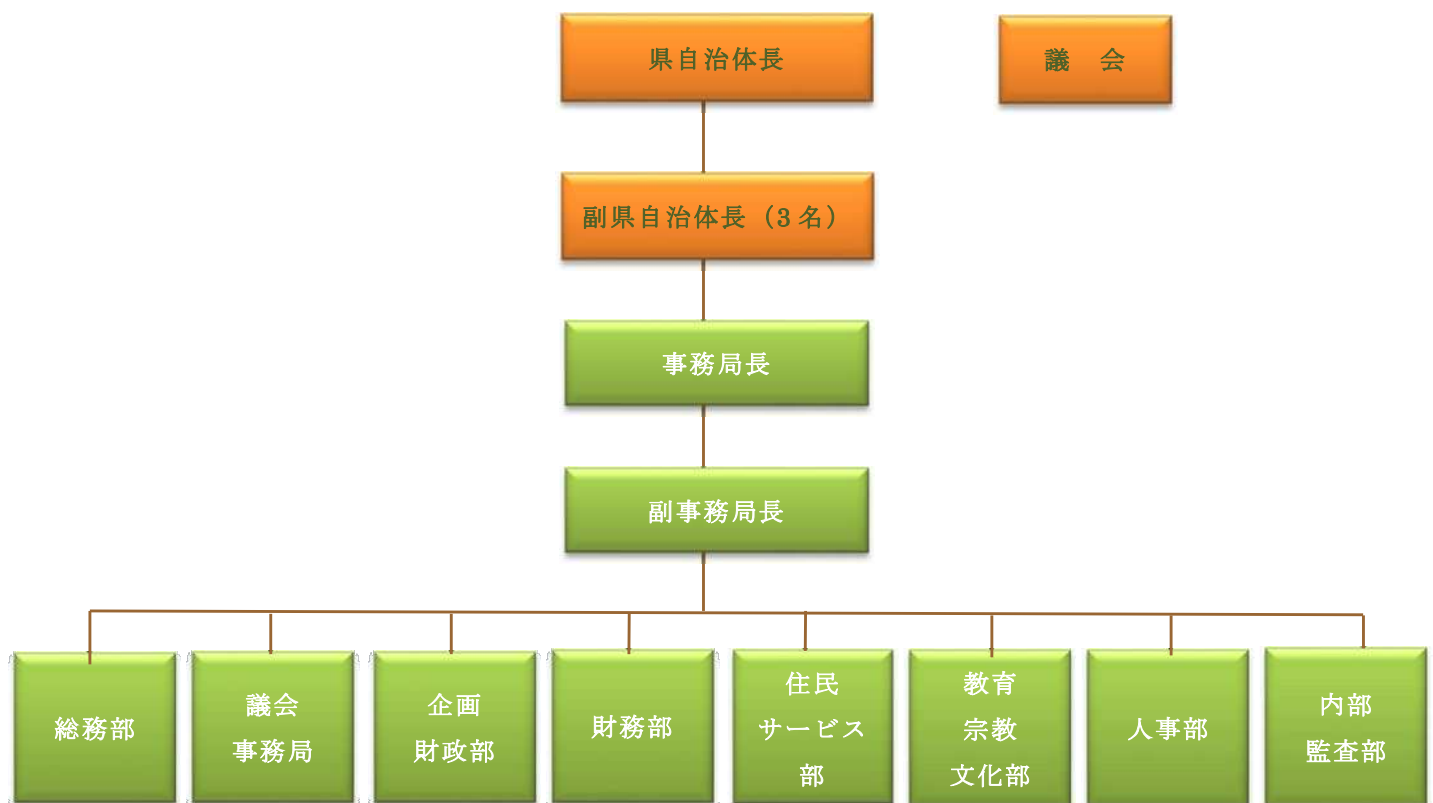 県自治体長
議　会
副県自治体長（3名）
事務局長
副事務局長
総務部
議会
事務局
企画
財政部
財務部
住民
サービス
部
教育
宗教
文化部
人事部
内部
監査部